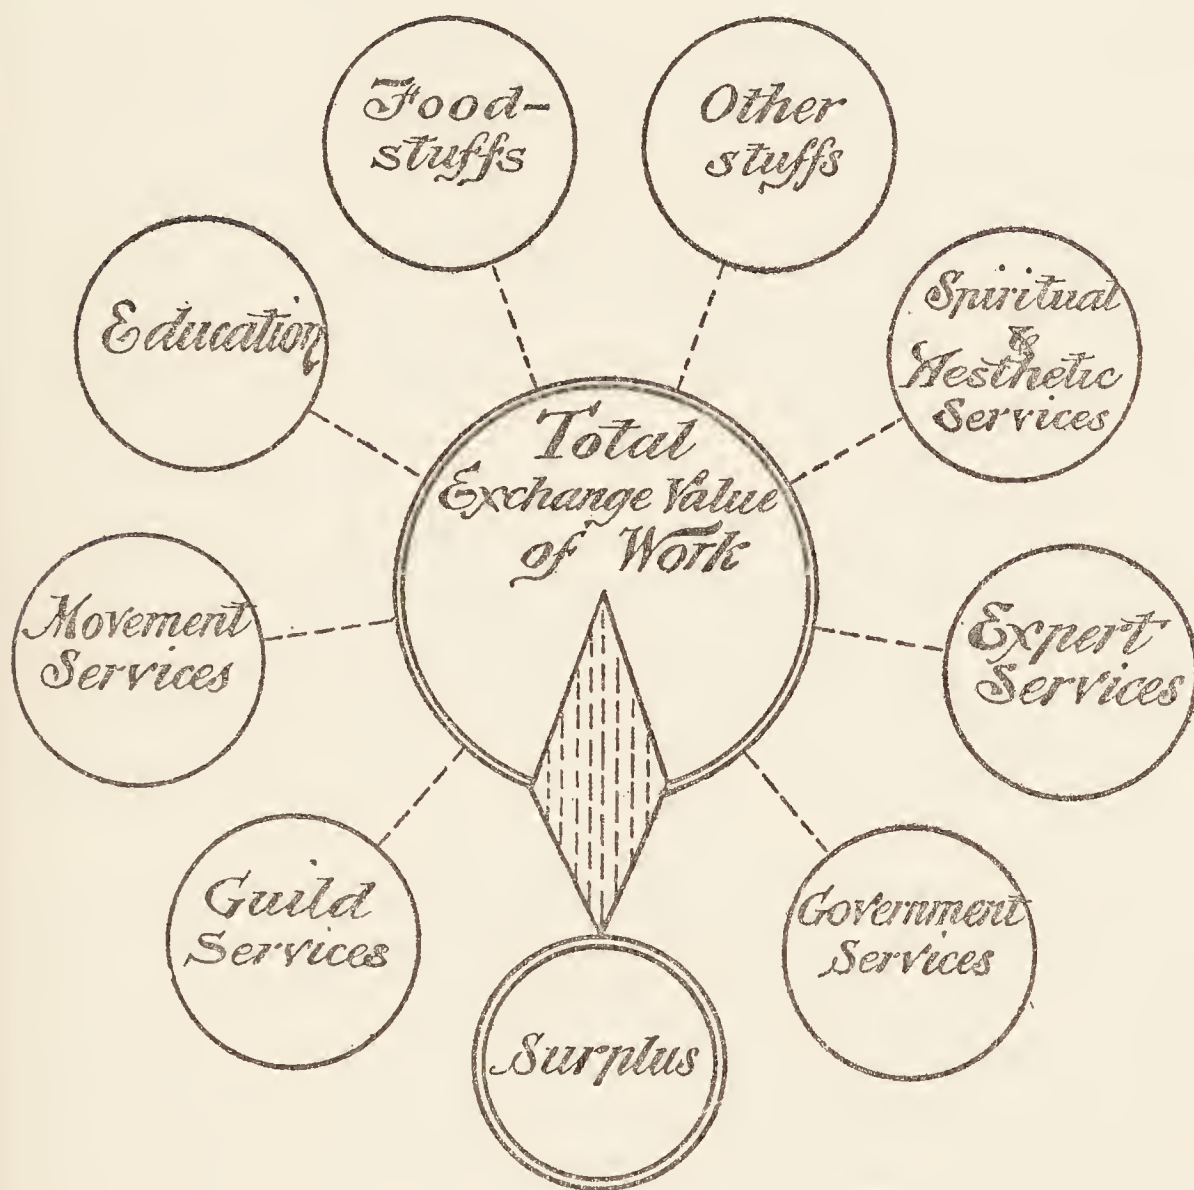 Food-
stuffs
Other
stuffs
Education
Spiritual
&
Aesthetic
Services
Total
Exchange Value
of Work
Movement
Services
Expert
Services
Guild
Services
Government
Services
Surplus